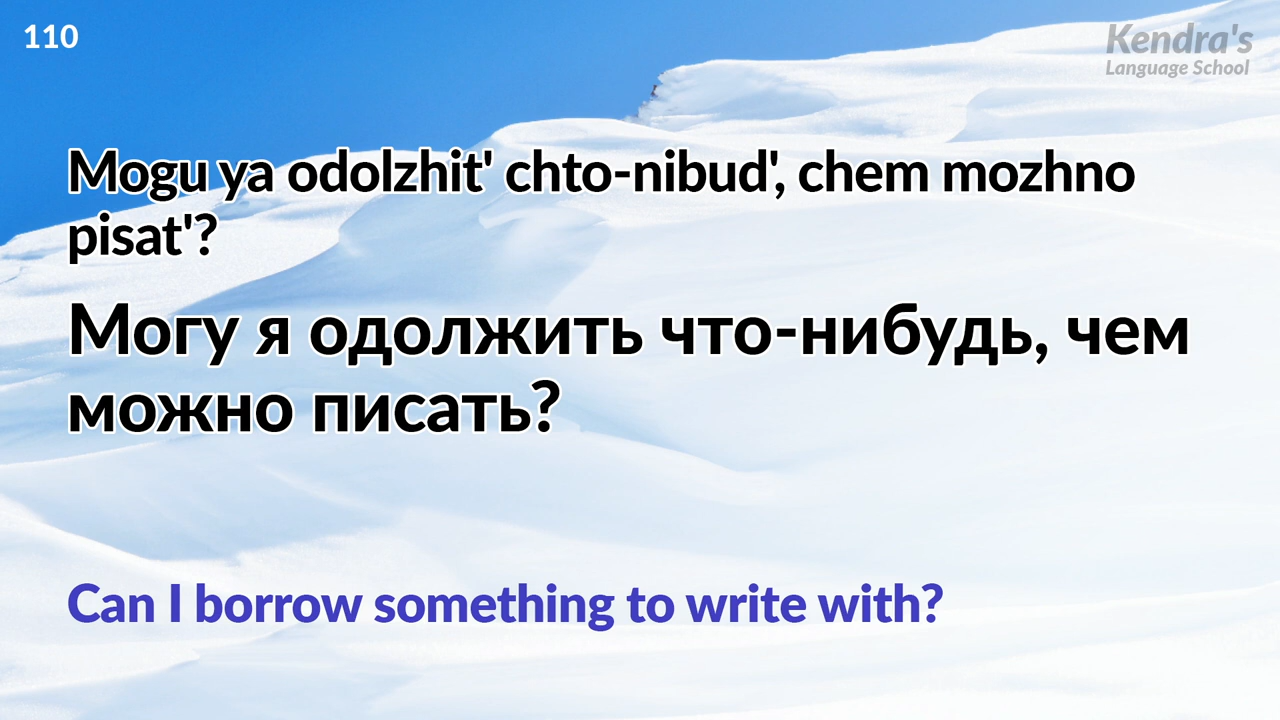 110
Kendra's
Language School
Mogu ya odolzhit' chto-nibud', chem mozhno
pisat'?
Могу я одолжить что-нибудь, чем
можно писать?
Can I borrow something to write with?